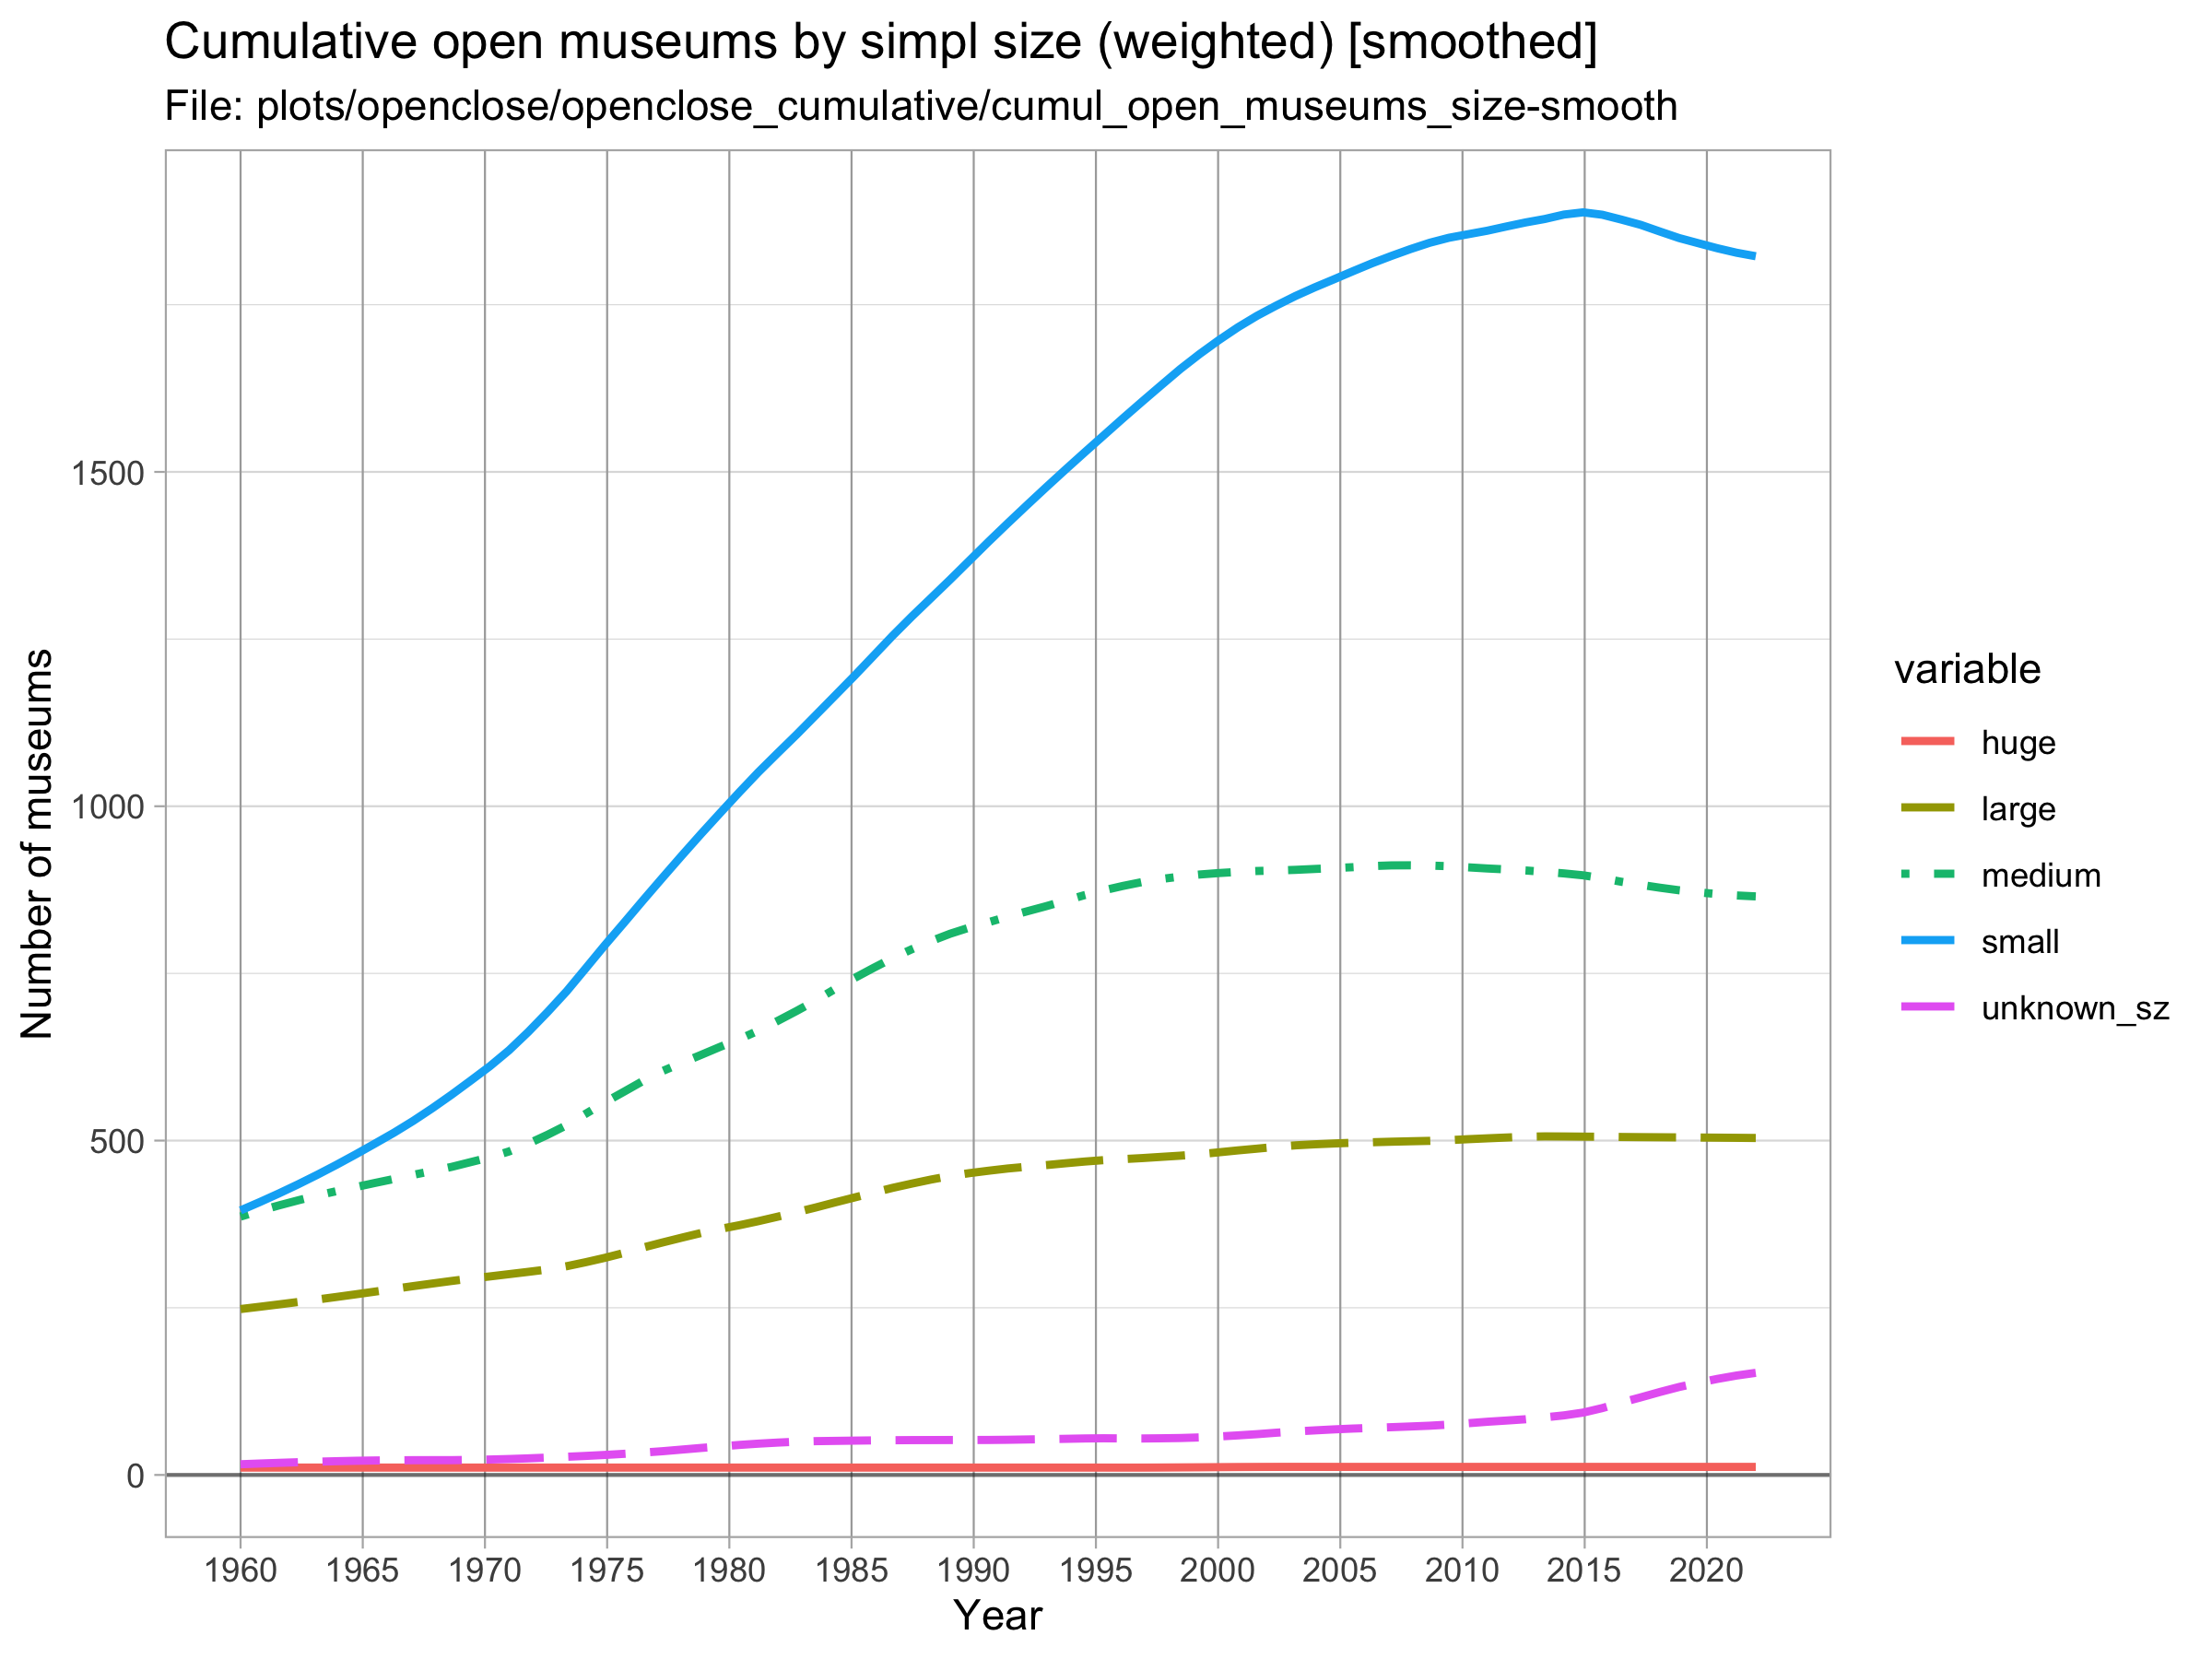 Cumulative open museums by simpl size (weighted) [smoothed]
File: plots/openclose/openclose_cumulative/cumul_open_museums_size-smooth
Number of museums
1500
1000
500
0
1960 1965 1970 1975 1980 1985 1990 1995 2000 2005 2010 2015 2020
Year
variable
huge
large
medium
small
unknown_sz